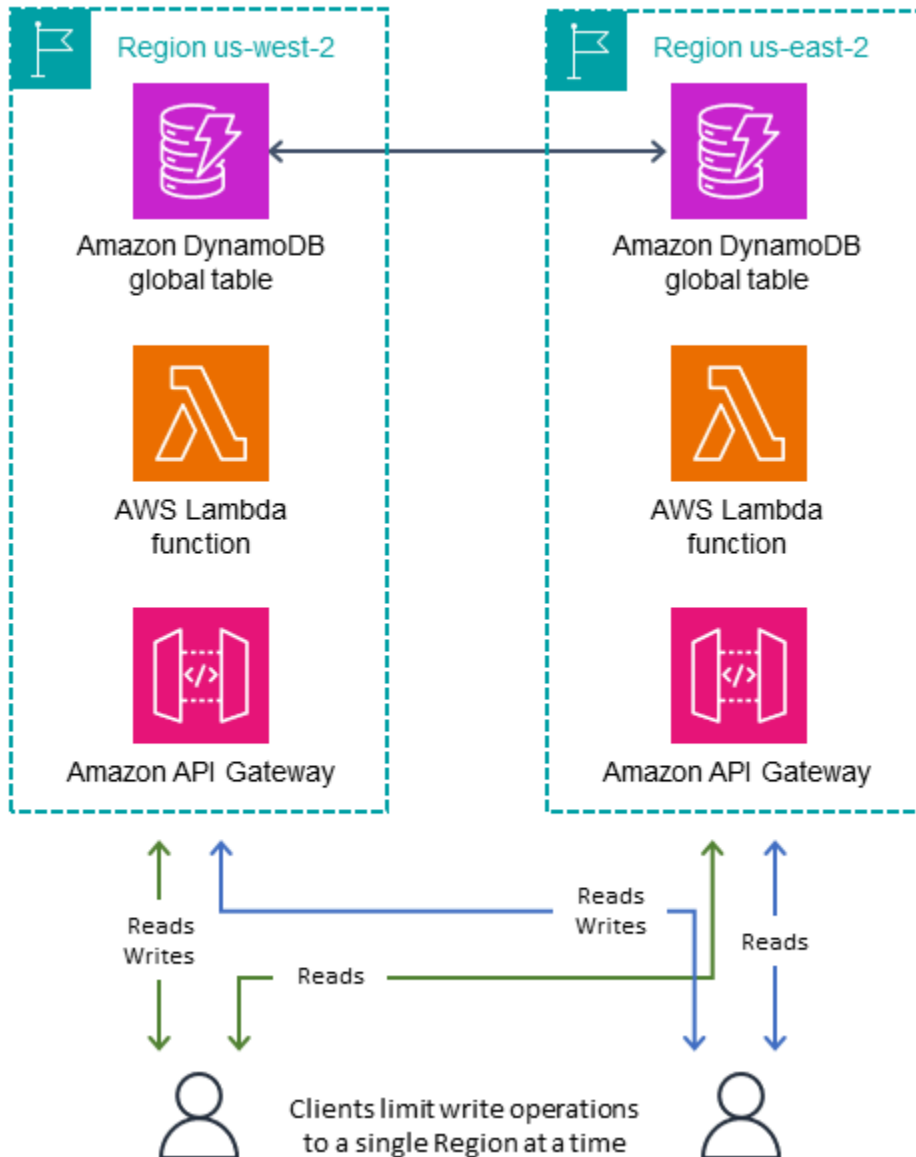 Region us-west-2
Region us-east-2
Amazon DynamoDB
global table
Amazon DynamoDB
global table
AWS Lambda
function
AWS Lambda
function
</>
Amazon API Gateway
</>
Amazon API Gateway
Reads
Writes
Reads
Writes
Reads
Reads
Clients limit write operations
to a single Region at a time